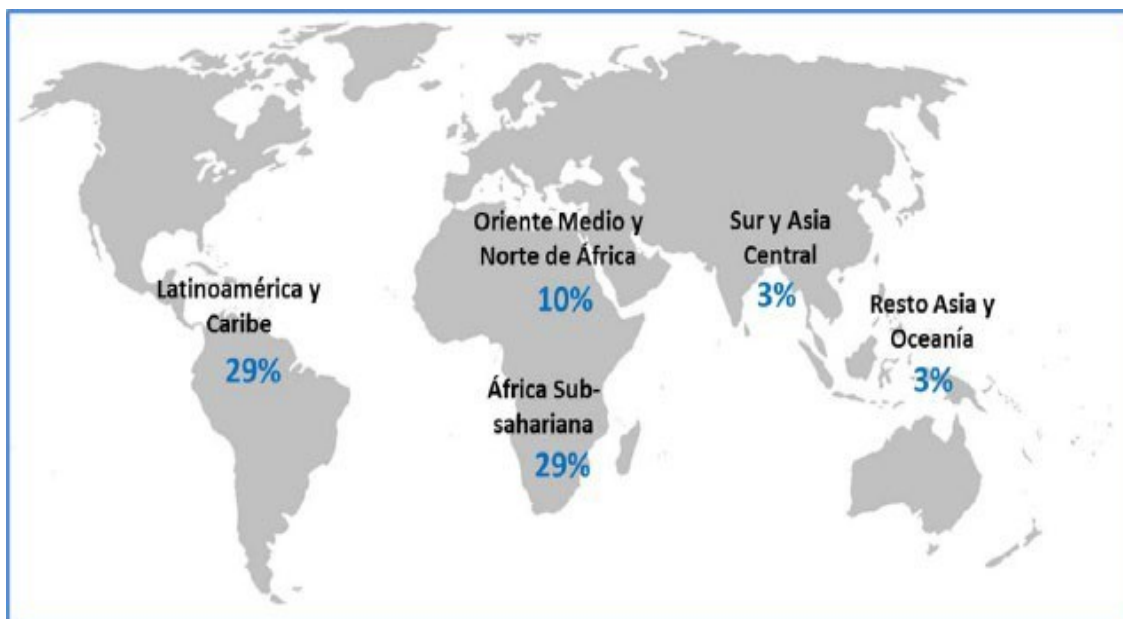 Latinoamérica y
Caribe
29%
Oriente Medio y
Norte de África
10%
África Sub-
sahariana
29%
Sur y Asia
Central
3%
Resto Asia y
Oceanía
3%